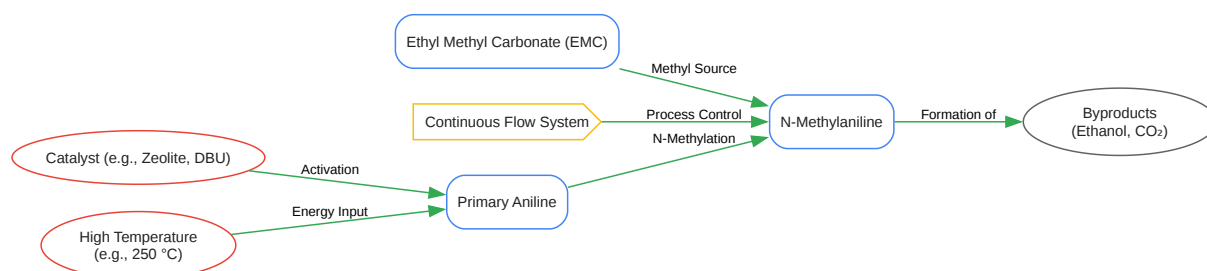 Ethyl Methyl Carbonate (EMC)
Methyl Source
Continuous Flow System
Process Control
N-Methylaniline
Formation of
Byproducts
(Ethanol, CO₂)
N-Methylation
Catalyst (e.g., Zeolite, DBU)
Activation
Primary Aniline
Energy Input
High Temperature
(e.g., 250 °C)